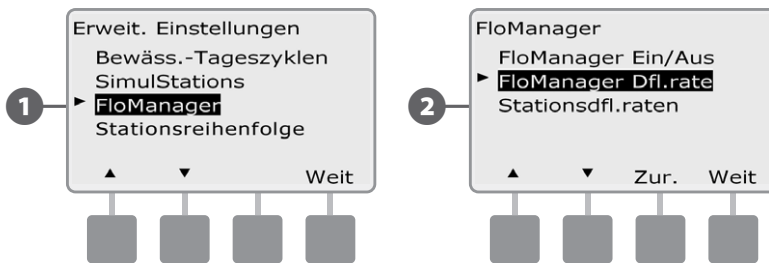 Erweit. Einstellungen
Bewäss.-Tageszyklen
SimulStations
► FloManager
Stationsreihenfolge
▲ ▼ Weit
1
FloManager
FloManager Ein/Aus
► FloManager Dfl.rate
Stationsdfl.raten
▲ ▼ Zur. Weit
2